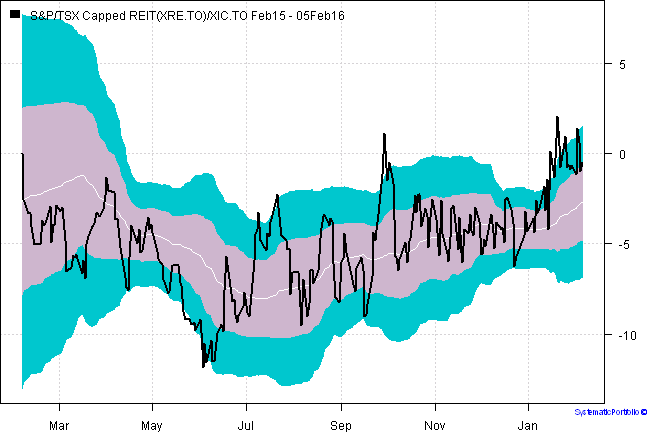 S&P/TSX Capped REIT(XRE.TO)/XIC.TO Feb15 - 05Feb16
5
0
-5
-10
Mar May Jul Sep Nov Jan
SystematicPortfolio ©